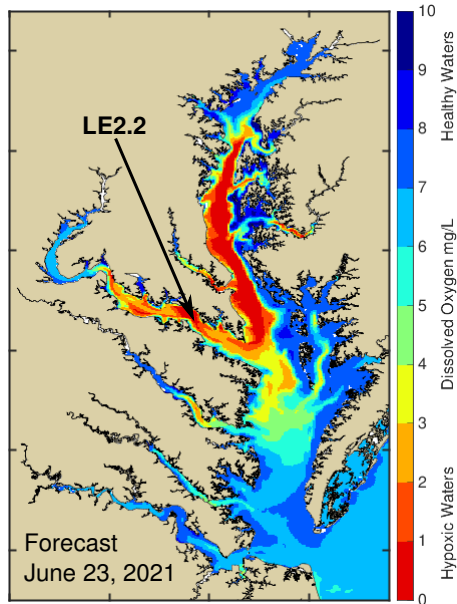 LE2.2
Forecast
June 23, 2021
10
9
8
7
6
5
4
3
2
1
0
Healthy Waters
Dissolved Oxygen mg/L
Hypoxic Waters